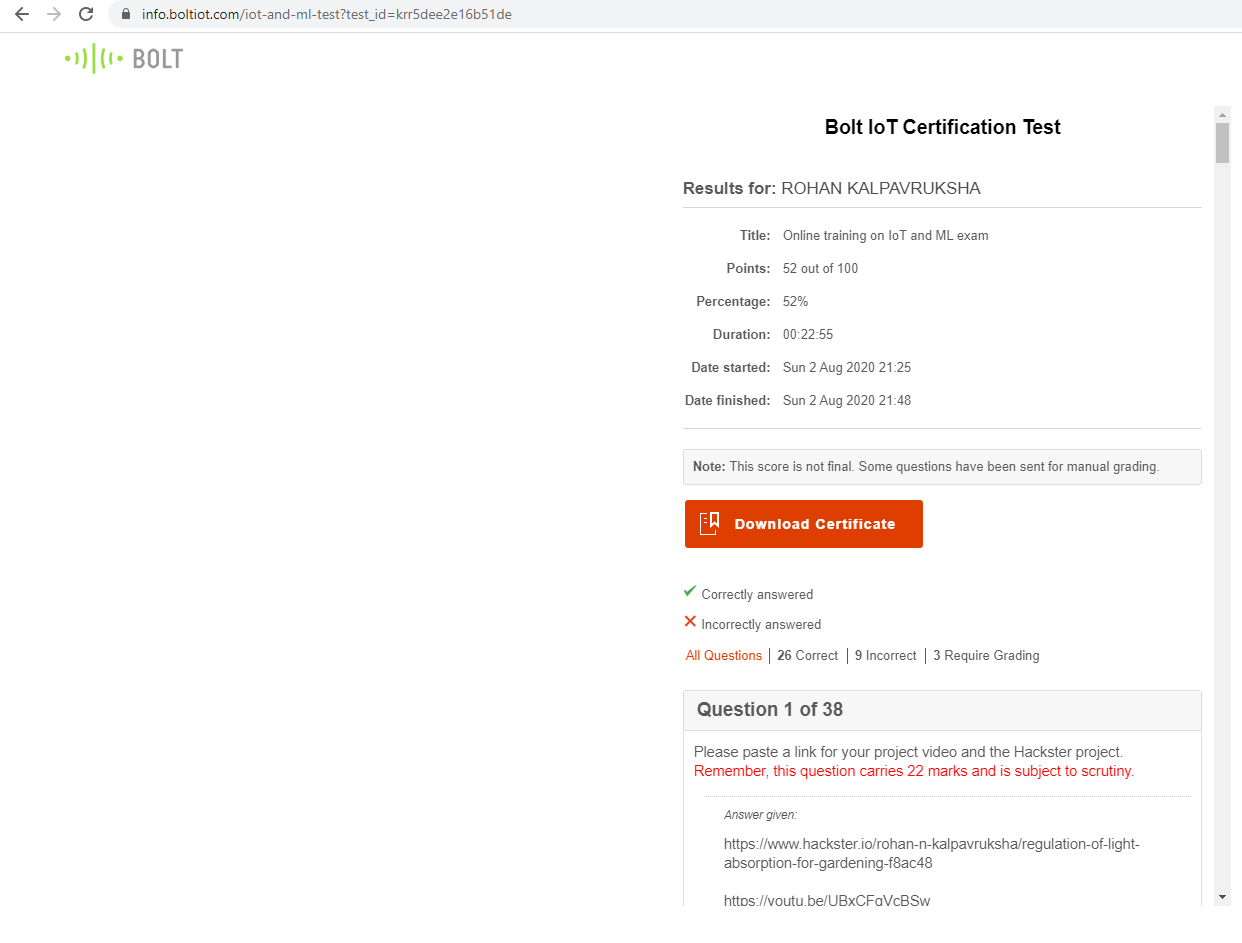 info.boltiot.com/iot-and-ml-test?test_id=krr5dee2e16b51de
BOLT
Bolt IoT Certification Test
Results for: ROHAN KALPAVRUKSHA
Title: Online training on IoT and ML exam
Points: 52 out of 100
Percentage: 52%
Duration: 00:22:55
Date started: Sun 2 Aug 2020 21:25
Date finished: Sun 2 Aug 2020 21:48
Note: This score is not final. Some questions have been sent for manual grading.
Download Certificate
Correctly answered
Incorrectly answered
All Questions | 26 Correct | 9 Incorrect | 3 Require Grading
Question 1 of 38
Please paste a link for your project video and the Hackster project.
Remember, this question carries 22 marks and is subject to scrutiny.
Answer given:
https://www.hackster.io/rohan-n-kalpavruksha/regulation-of-light-
absorption-for-gardening-f8ac48
https://youtu.be/UBxCFgVcBSw